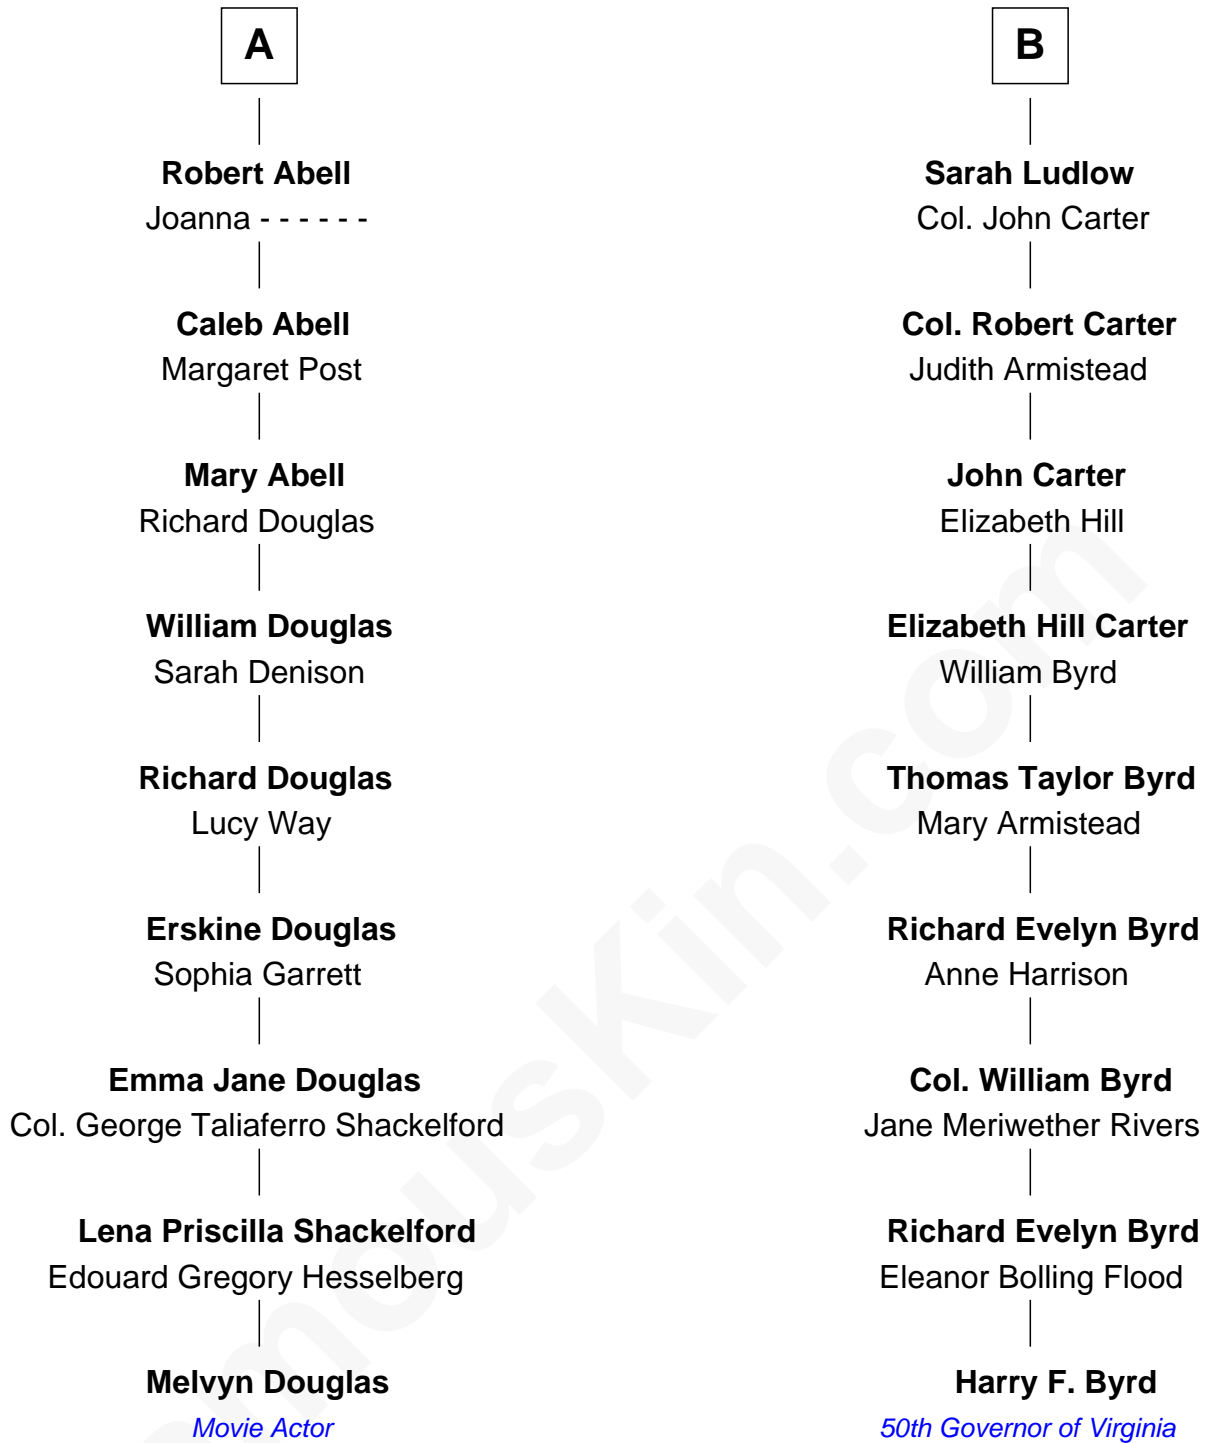 A
Robert Abell
Joanna - - - - - -
Caleb Abell
Margaret Post
Mary Abell
Richard Douglas
William Douglas
Sarah Denison
Richard Douglas
Lucy Way
Erskine Douglas
Sophia Garrett
Emma Jane Douglas
Col. George Taliaferro Shackelford
Lena Priscilla Shackelford
Edouard Gregory Hesselberg
Melvyn Douglas
Movie Actor
B
Sarah Ludlow
Col. John Carter
Col. Robert Carter
Judith Armistead
John Carter
Elizabeth Hill
Elizabeth Hill Carter
William Byrd
Thomas Taylor Byrd
Mary Armistead
Richard Evelyn Byrd
Anne Harrison
Col. William Byrd
Jane Meriwether Rivers
Richard Evelyn Byrd
Eleanor Bolling Flood
Harry F. Byrd
50th Governor of Virginia
mousKin.com